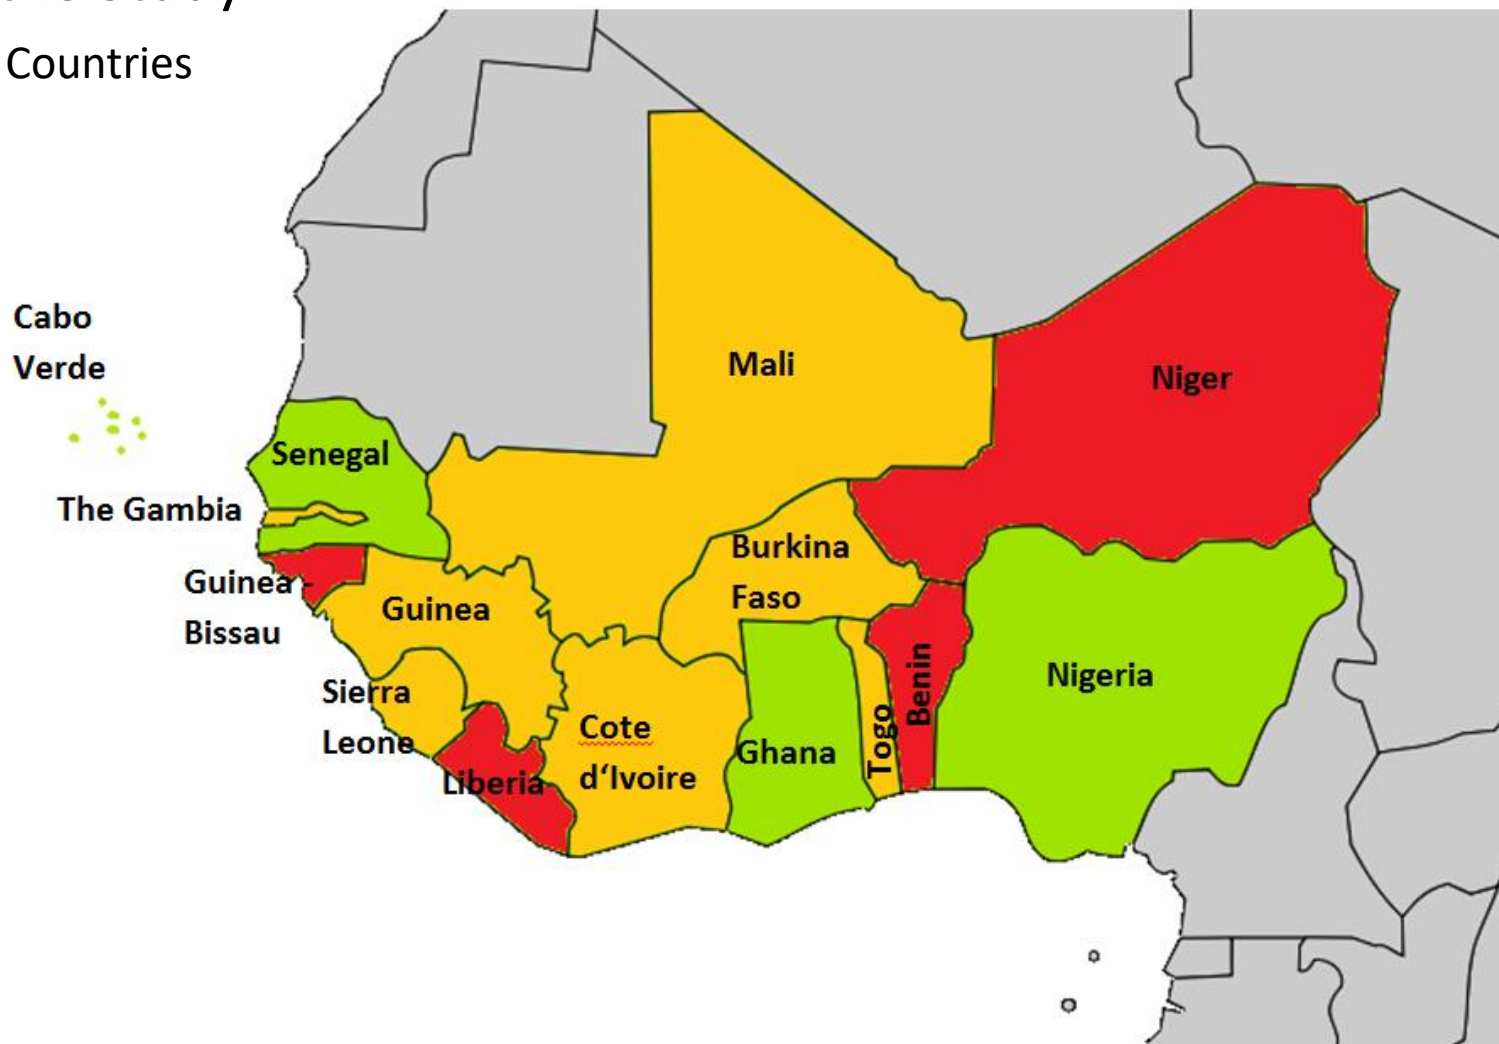 Countries
Cabo
Verde
Mali
Niger
Senegal
The Gambia
Burkina
Faso
Guinea -
Bissau
Guinea
Sierra
Leone
Liberia
Cote
d‘Ivoire
Ghana
Togo
Benin
Nigeria